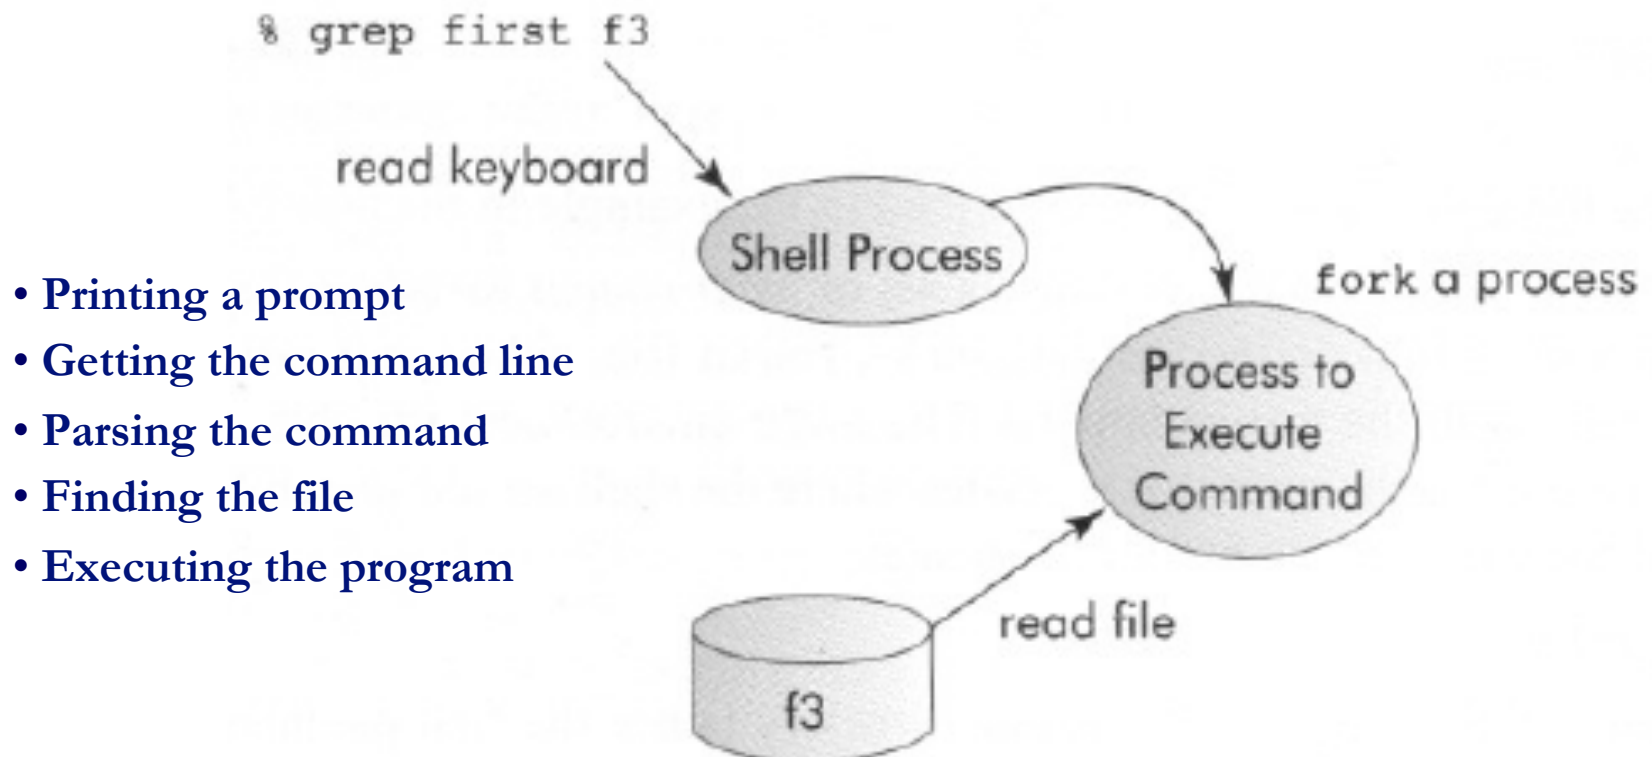 % grep first f3
read keyboard
Shell Process
fork a process
• Printing a prompt
• Getting the command line
• Parsing the command
• Finding the file
• Executing the program
Process to
Execute
Command
read file
f3